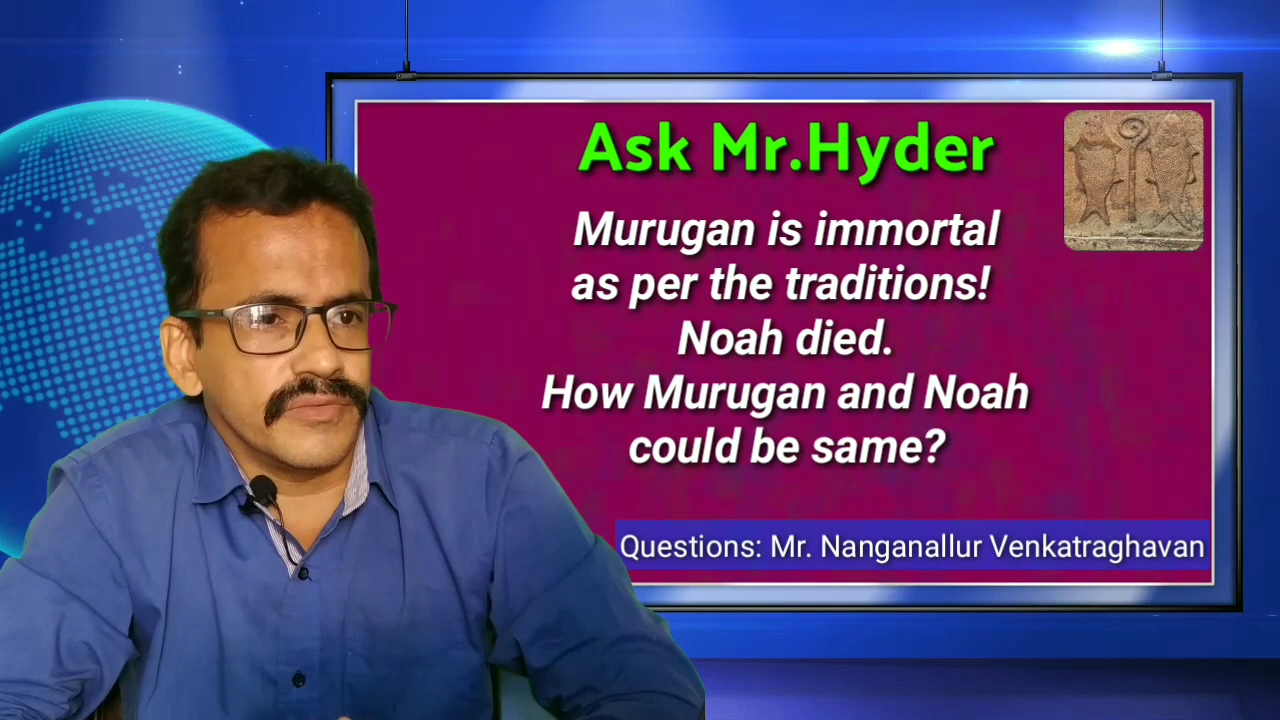 Ask Mr.Hyder
Murugan is immortal
as per the traditions!
Noah died.
How Murugan and Noah
could be same?
Questions: Mr. Nanganallur Venkatraghavan